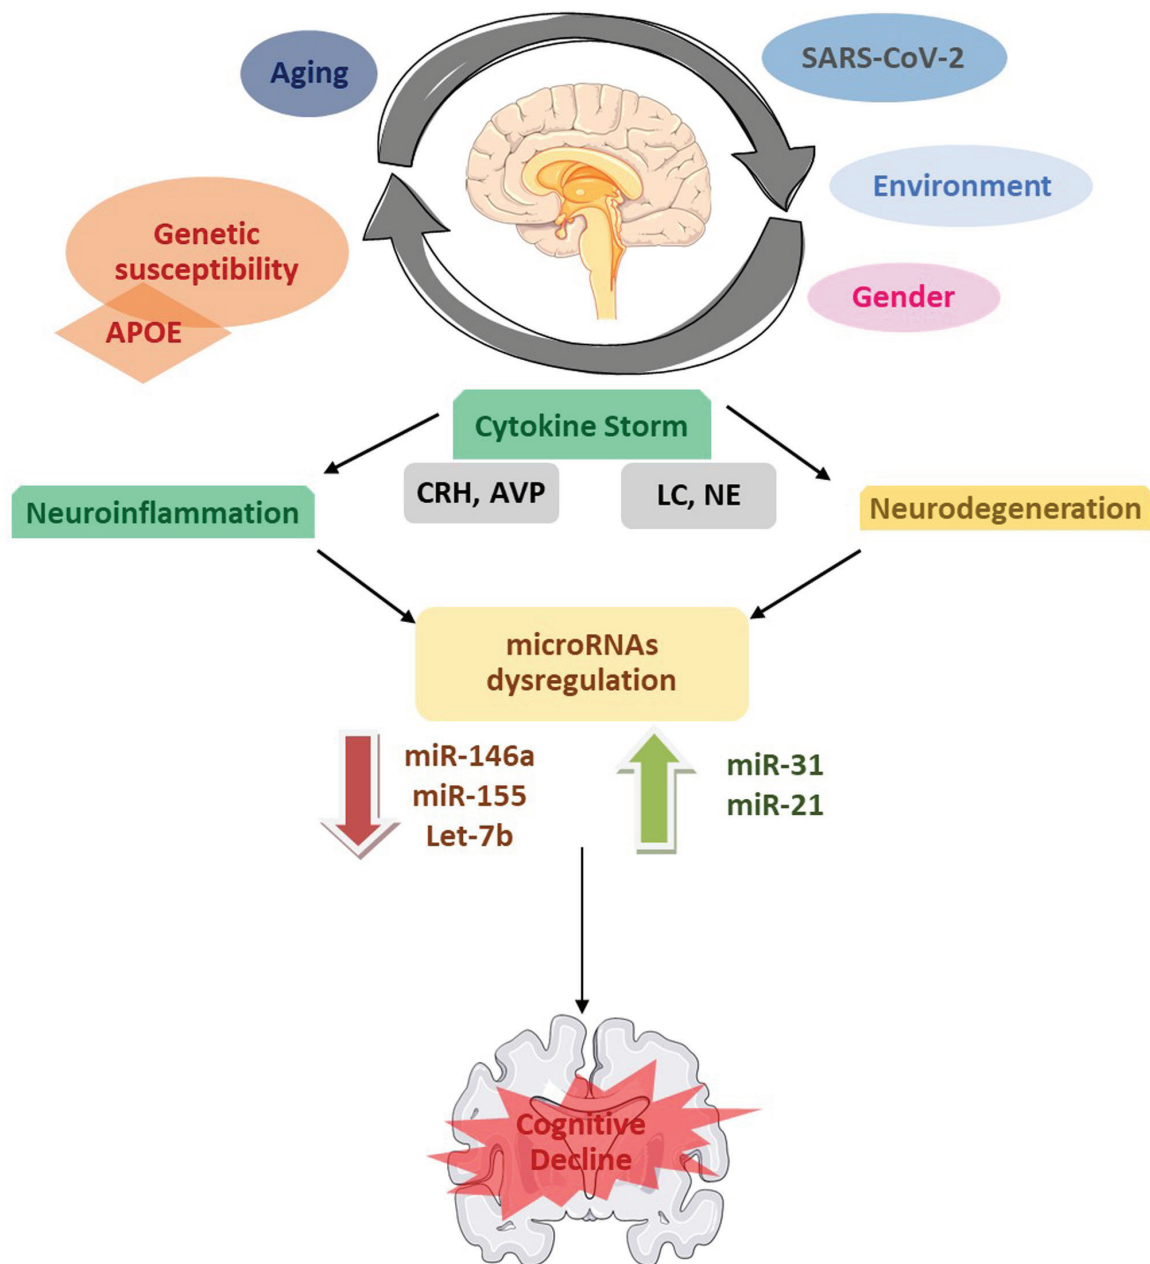 Aging
SARS-CoV-2
Environment
Genetic
susceptibility
APOE
Gender
Cytokine Storm
CRH, AVP
LC, NE
Neuroinflammation
Neurodegeneration
microRNAs
dysregulation
miR-146a
miR-155
Let-7b
miR-31
miR-21
Cognitive
Decline